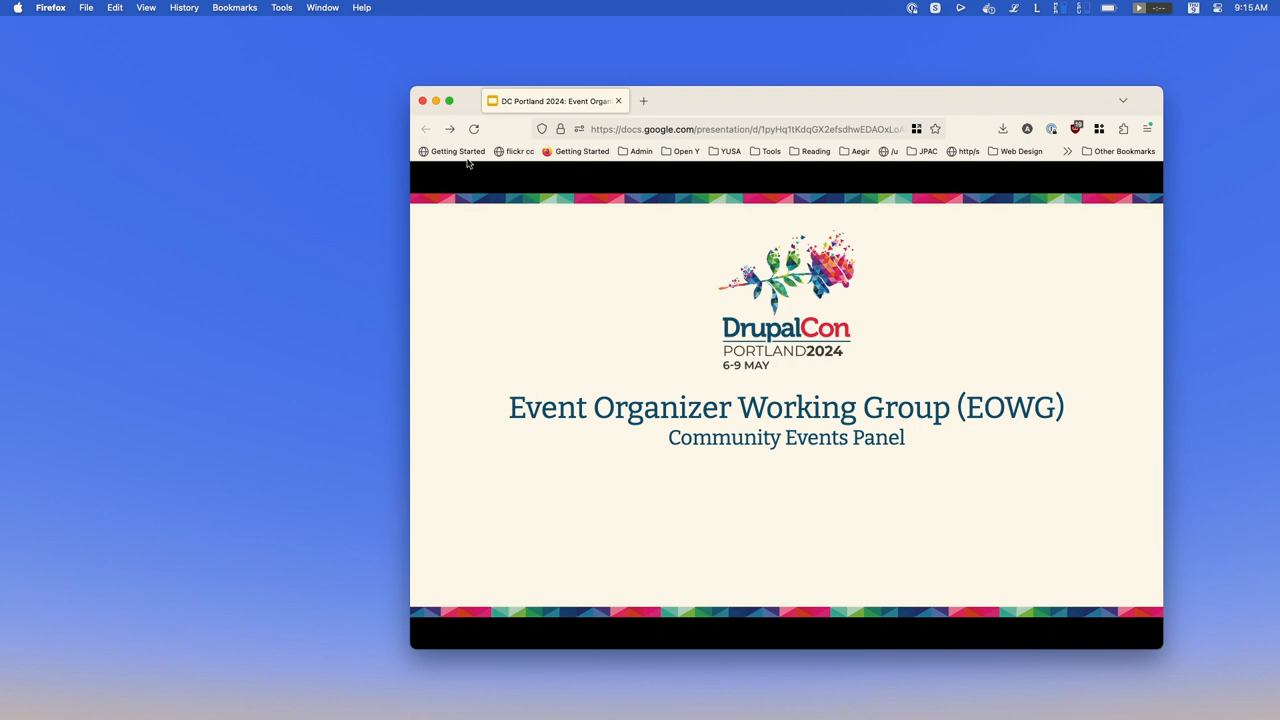 Firefox File Edit View History Bookmarks Tools Window Help
9:15 AM
DC Portland 2024: Event Organ
https://docs.google.com/presentation/d/1pyHq1tKdqGX2efsdhwEDAOxLoA
Getting Started flickr cc Getting Started Admin Open Y YUSA Tools Reading Aegir /u JPAC http/s Web Design Other Bookmarks
DrupalCon
PORTLAND2024
6-9 MAY
Event Organizer Working Group (EOWG)
Community Events Panel